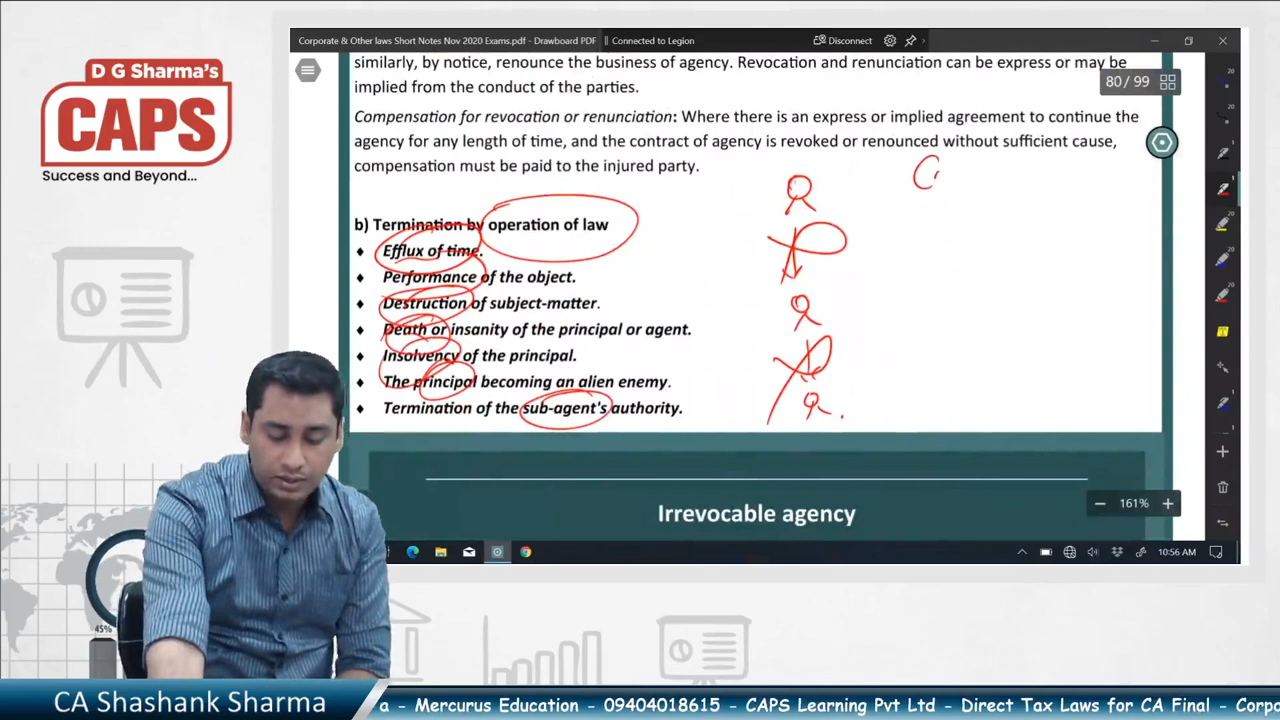 D G Sharma's
CAPS
Success and Beyond...
Corporate & Other laws Short Notes Nov 2020 Exams.pdf - Drawboard PDF
Connected to Legion
Disconnect
80 / 99
similarly, by notice, renounce the business of agency. Revocation and renunciation can be express or may be
implied from the conduct of the parties.
Compensation for revocation or renunciation: Where there is an express or implied agreement to continue the
agency for any length of time, and the contract of agency is revoked or renounced without sufficient cause,
compensation must be paid to the injured party.
b) Termination by operation of law
♦ Efflux of time.
♦ Performance of the object.
♦ Destruction of subject-matter.
♦ Death or insanity of the principal or agent.
♦ Insolvency of the principal.
♦ The principal becoming an alien enemy.
♦ Termination of the sub-agent's authority.
Irrevocable agency
161%
10:56 AM
45%
CA Shashank Sharma
a - Mercurus Education - 09404018615 - CAPS Learning Pvt Ltd - Direct Tax Laws for CA Final - Corpo